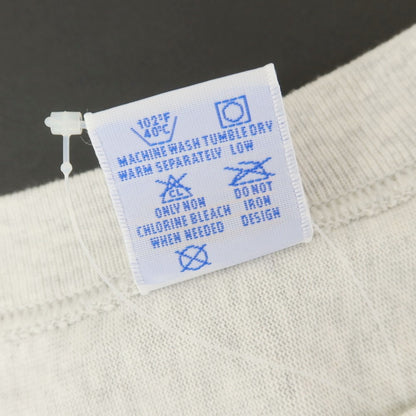 102°F
40°C
MACHINE WASH TUMBLE DRY
WARM SEPARATELY LOW
CL
ONLY NON
CHLORINE BLEACH
WHEN NEEDED
DO NOT
IRON
DESIGN